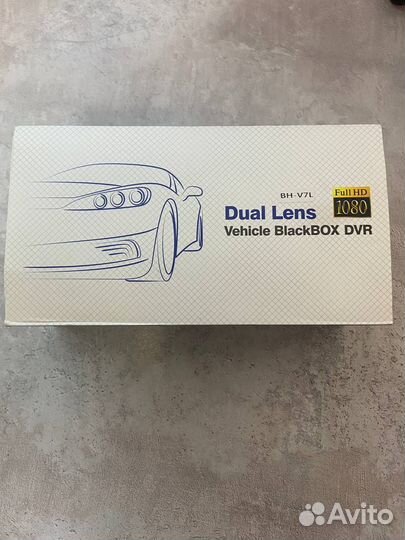 BH-V7L
Full HD
1080
Dual Lens
Vehicle BlackBOX DVR
Avito